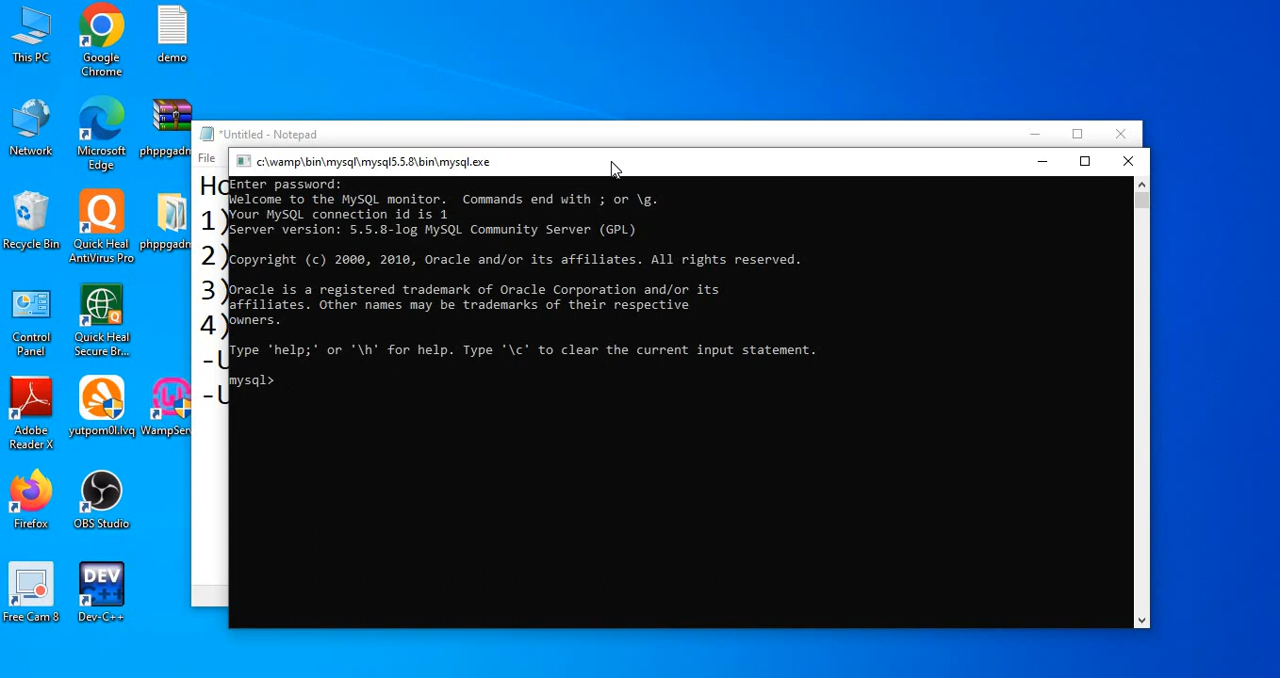 This PC
Google
Chrome
demo
Network
Microsoft
Edge
phppgadm
Recycle Bin
Quick Heal
AntiVirus Pro
phppgadm
Control
Panel
Quick Heal
Secure Br...
Adobe
Reader X
yutpom0l.lvq
WampSer
Firefox
OBS Studio
Free Cam 8
Dev-C++
DEV
*Untitled - Notepad
File
Ho
1)
2)
3)
4)
-U
-U
c:\wamp\bin\mysql\mysql5.5.8\bin\mysql.exe
Enter password:
Welcome to the MySQL monitor.  Commands end with ; or \g.
Your MySQL connection id is 1
Server version: 5.5.8-log MySQL Community Server (GPL)
Copyright (c) 2000, 2010, Oracle and/or its affiliates. All rights reserved.
Oracle is a registered trademark of Oracle Corporation and/or its
affiliates. Other names may be trademarks of their respective
owners.
Type 'help;' or '\h' for help. Type '\c' to clear the current input statement.
mysql>